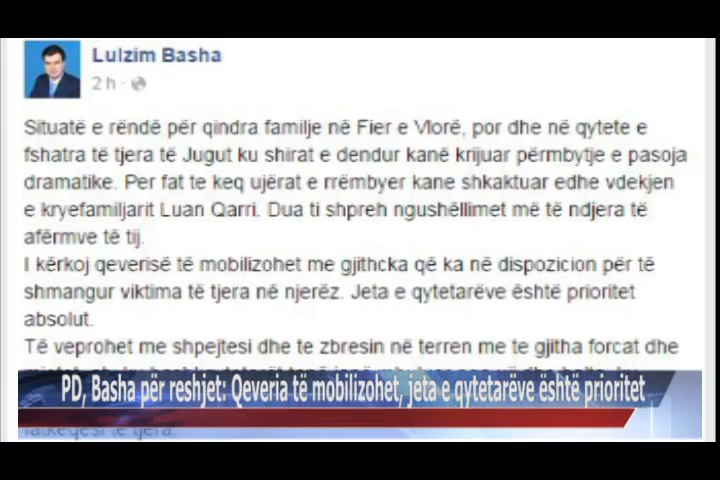 Lulzim Basha
2 h ·
Situatë e rëndë për qindra familje në Fier e Vlorë, por dhe në qytete e
fshatra të tjera të Jugut ku shirat e dendur kanë krijuar përmbytje e pasoja
dramatike. Per fat te keq ujërat e rrëmbyer kane shkaktuar edhe vdekjen
e kryefamiljarit Luan Qarri. Dua ti shpreh ngushëllimet më të ndjera të
afërmve të tij.
I kërkoj qeverisë të mobilizohet me gjithcka që ka në dispozicion për të
shmangur viktima të tjera në njerëz. Jeta e qytetarëve është prioritet
absolut.
Të veprohet me shpejtesi dhe te zbresin në terren me te gjitha forcat dhe
PD, Basha për reshjet: Qeveria të mobilizohet, jeta e qytetarëve është prioritet
fatkeqësi të tjera.